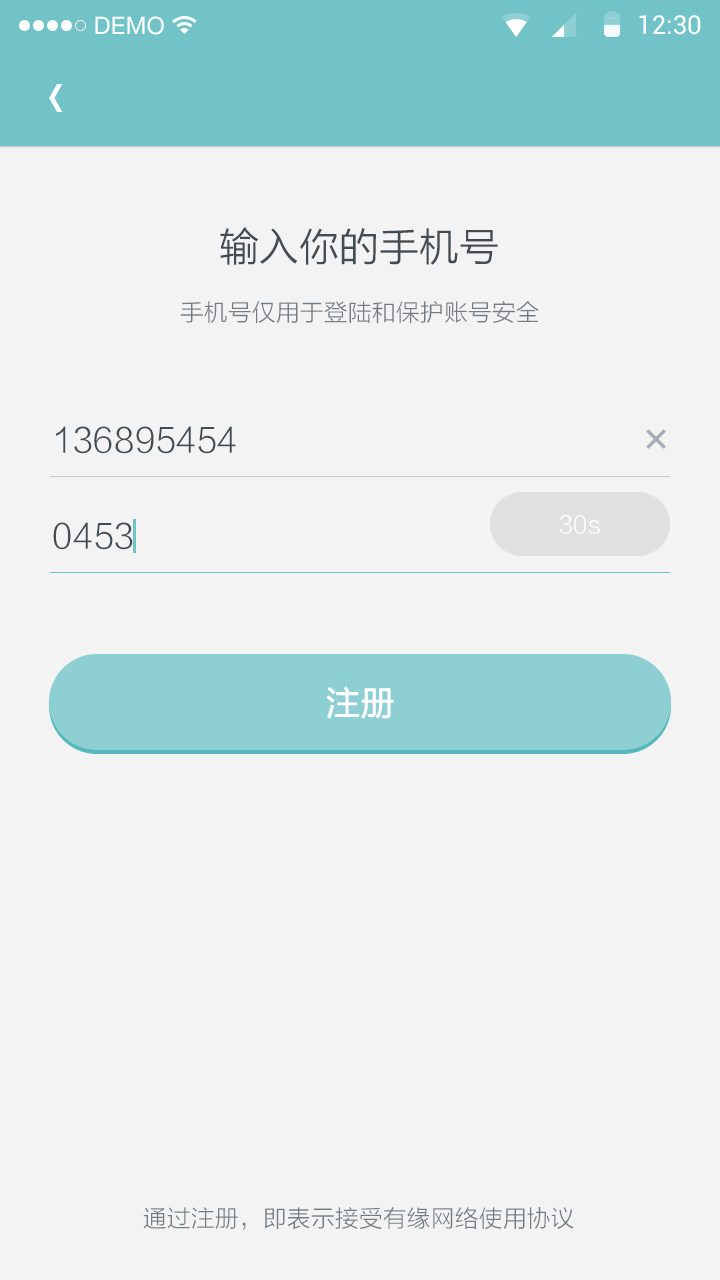 DEMO 12:30
输入你的手机号
手机号仅用于登陆和保护账号安全
136895454
0453 30s
注册
通过注册，即表示接受有缘网络使用协议